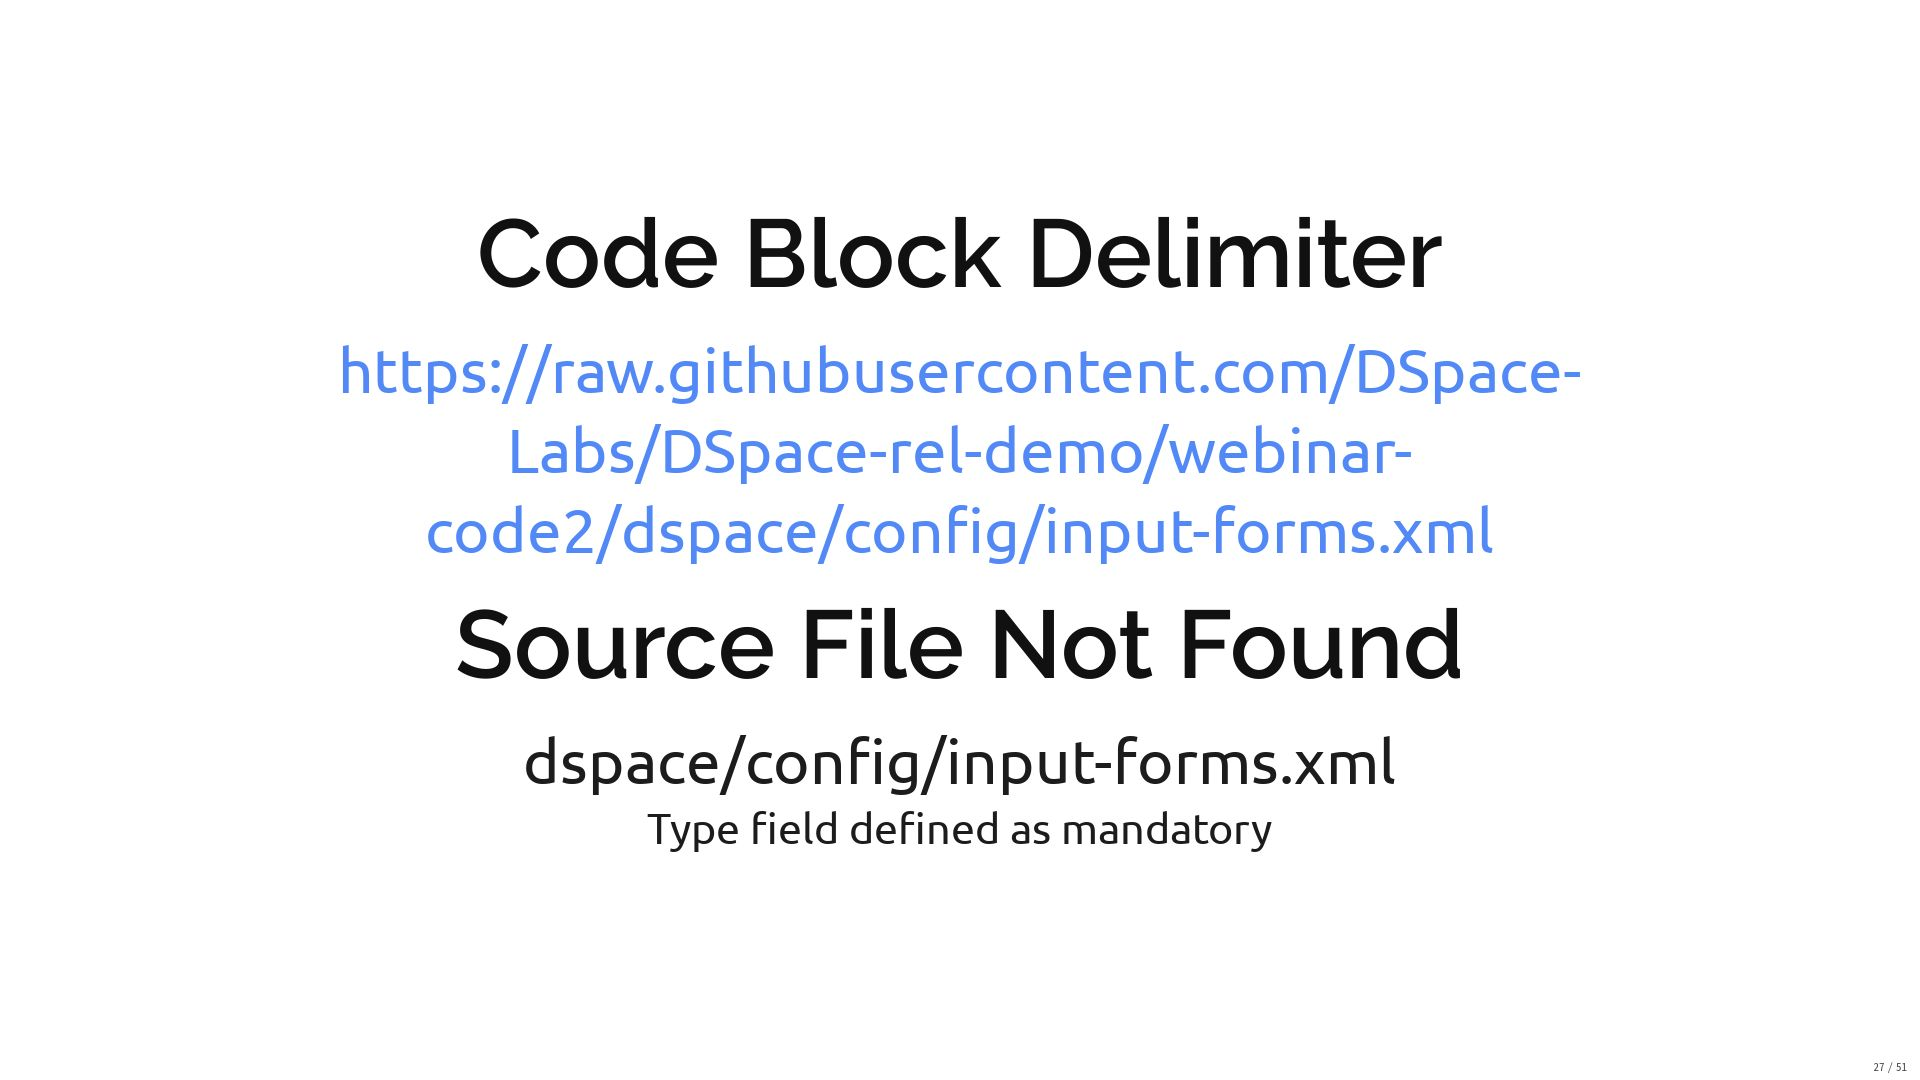 Code Block Delimiter
https://raw.githubusercontent.com/DSpace-
Labs/DSpace-rel-demo/webinar-
code2/dspace/config/input-forms.xml
Source File Not Found
dspace/config/input-forms.xml
Type field defined as mandatory
27 / 51